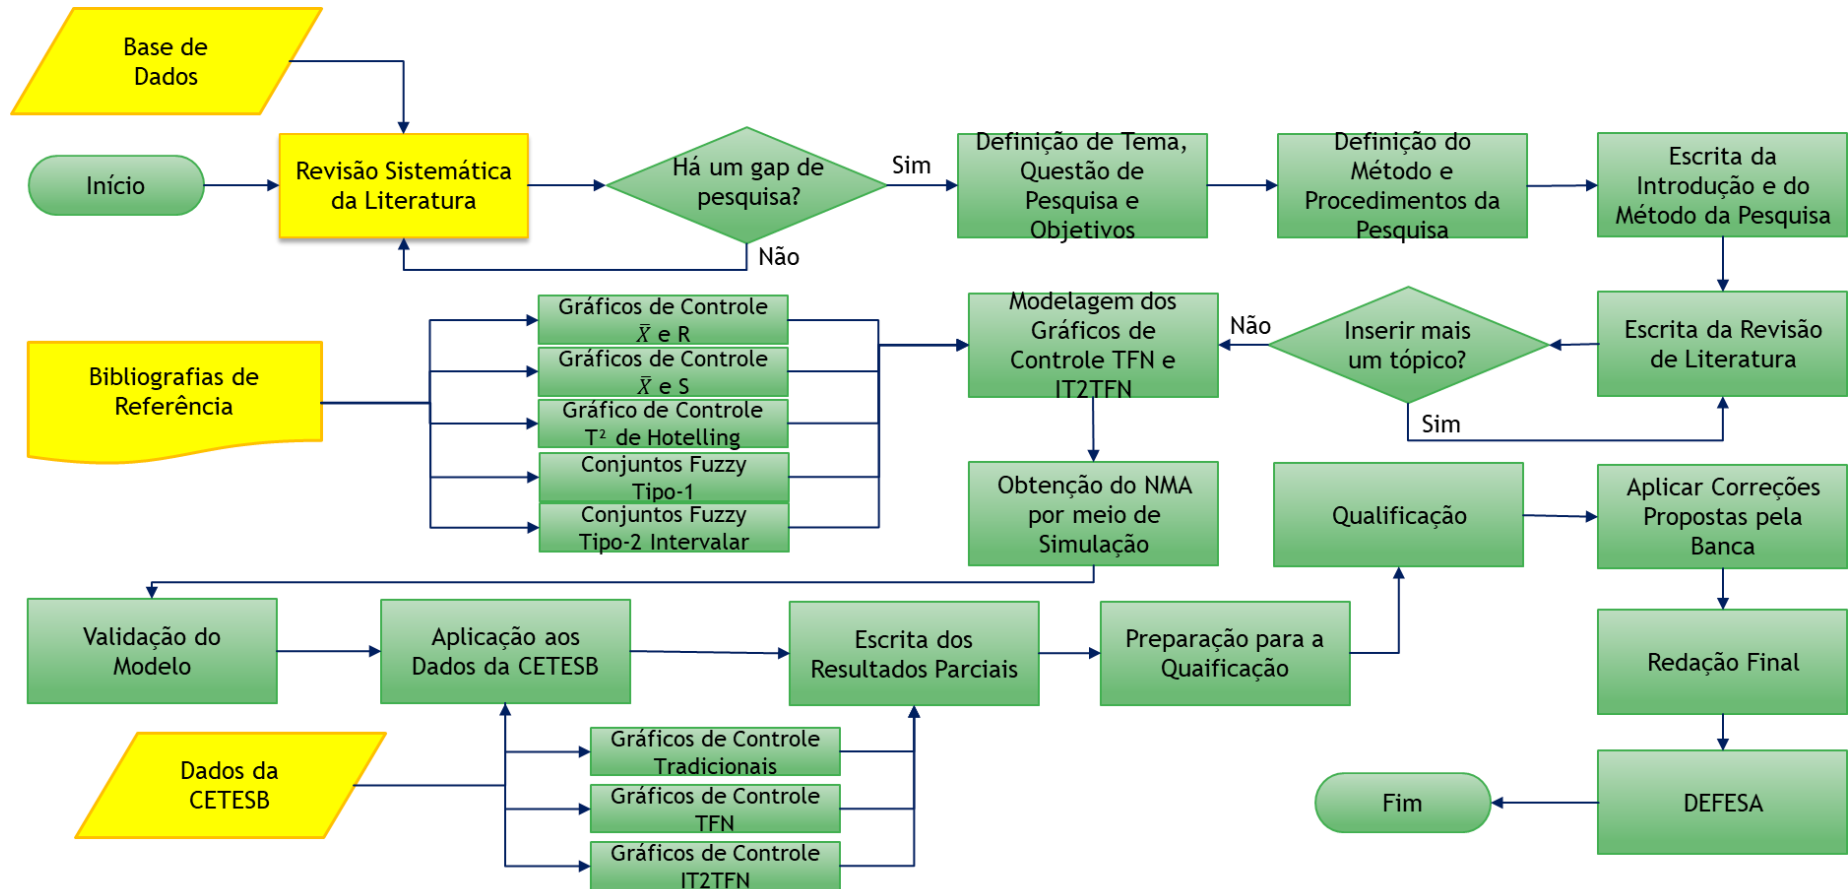 Base de
Dados
Início
Revisão Sistemática
da Literatura
Há um gap de
pesquisa?
Sim
Não
Definição de Tema,
Questão de
Pesquisa e
Objetivos
Definição do
Método e
Procedimentos da
Pesquisa
Escrita da
Introdução e do
Método da Pesquisa
Bibliografias de
Referência
Gráficos de Controle
X̄ e R
Gráficos de Controle
X̄ e S
Gráfico de Controle
T² de Hotelling
Conjuntos Fuzzy
Tipo-1
Conjuntos Fuzzy
Tipo-2 Intervalar
Modelagem dos
Gráficos de
Controle TFN e
IT2TFN
Não
Inserir mais
um tópico?
Sim
Escrita da Revisão
de Literatura
Obtenção do NMA
por meio de
Simulação
Qualificação
Aplicar Correções
Propostas pela
Banca
Validação do
Modelo
Aplicação aos
Dados da CETESB
Escrita dos
Resultados Parciais
Preparação para a
Quaificação
Redação Final
Dados da
CETESB
Gráficos de Controle
Tradicionais
Gráficos de Controle
TFN
Gráficos de Controle
IT2TFN
Fim
DEFESA